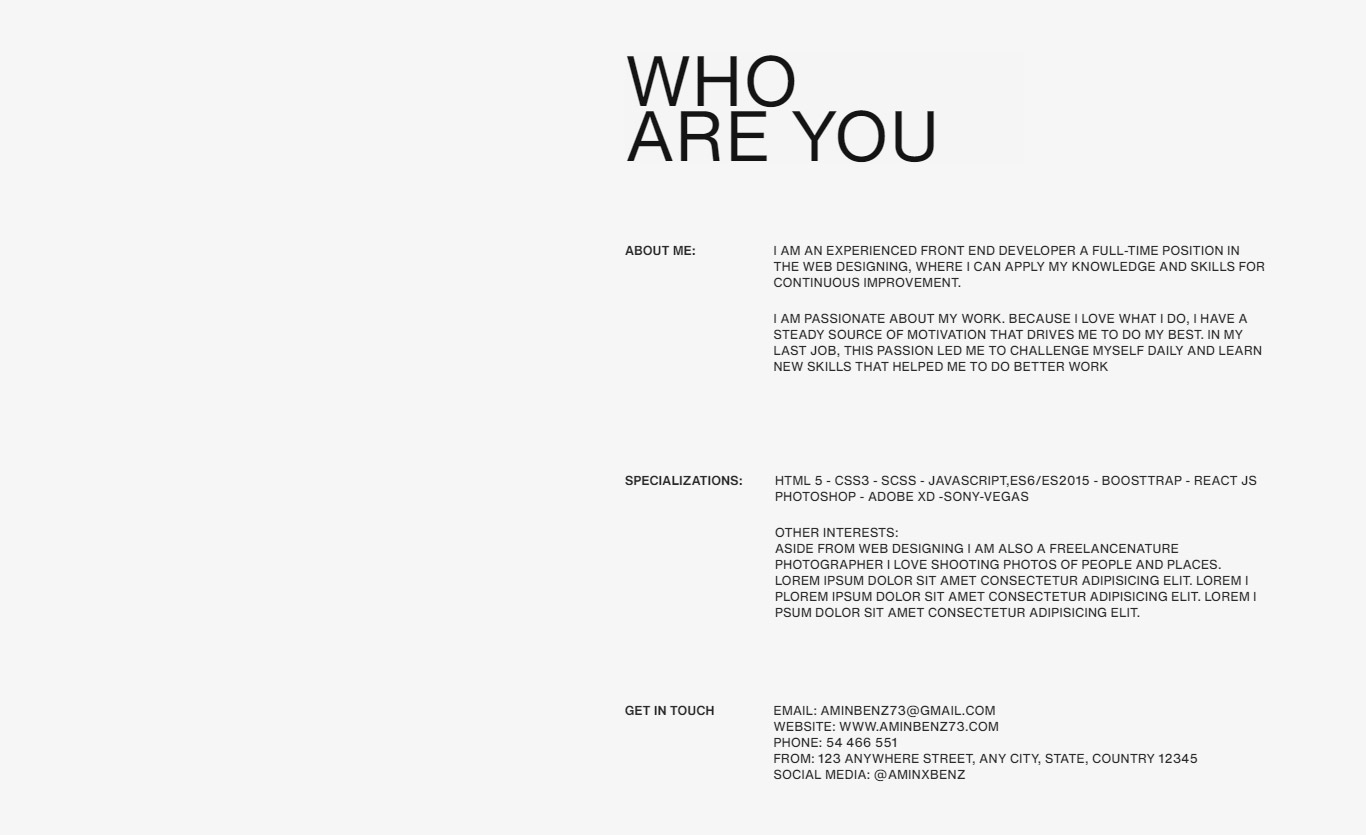 WHO
ARE YOU
ABOUT ME:
I AM AN EXPERIENCED FRONT END DEVELOPER A FULL-TIME POSITION IN
THE WEB DESIGNING, WHERE I CAN APPLY MY KNOWLEDGE AND SKILLS FOR
CONTINUOUS IMPROVEMENT.
I AM PASSIONATE ABOUT MY WORK. BECAUSE I LOVE WHAT I DO, I HAVE A
STEADY SOURCE OF MOTIVATION THAT DRIVES ME TO DO MY BEST. IN MY
LAST JOB, THIS PASSION LED ME TO CHALLENGE MYSELF DAILY AND LEARN
NEW SKILLS THAT HELPED ME TO DO BETTER WORK
SPECIALIZATIONS:
HTML 5 - CSS3 - SCSS - JAVASCRIPT,ES6/ES2015 - BOOSTTRAP - REACT JS
PHOTOSHOP - ADOBE XD -SONY-VEGAS
OTHER INTERESTS:
ASIDE FROM WEB DESIGNING I AM ALSO A FREELANCENATURE
PHOTOGRAPHER I LOVE SHOOTING PHOTOS OF PEOPLE AND PLACES.
LOREM IPSUM DOLOR SIT AMET CONSECTETUR ADIPISICING ELIT. LOREM I
PLOREM IPSUM DOLOR SIT AMET CONSECTETUR ADIPISICING ELIT. LOREM I
PSUM DOLOR SIT AMET CONSECTETUR ADIPISICING ELIT.
GET IN TOUCH
EMAIL: AMINBENZ73@GMAIL.COM
WEBSITE: WWW.AMINBENZ73.COM
PHONE: 54 466 551
FROM: 123 ANYWHERE STREET, ANY CITY, STATE, COUNTRY 12345
SOCIAL MEDIA: @AMINXBENZ